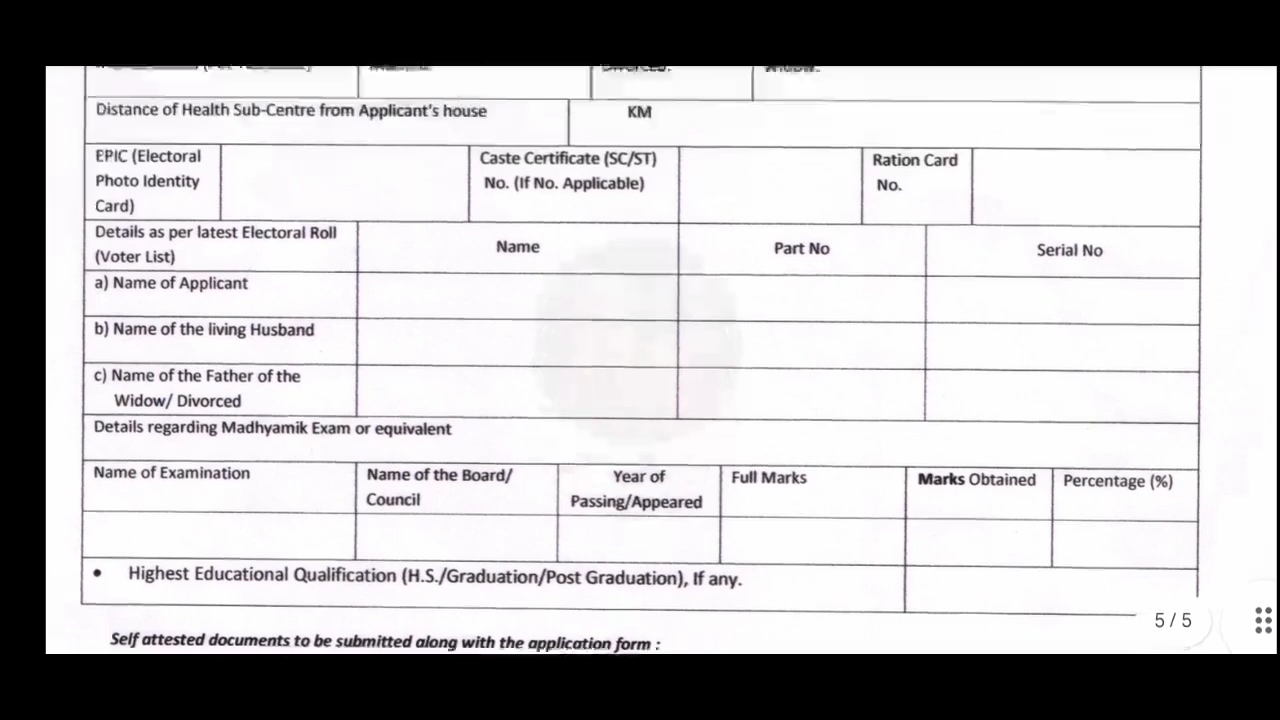 Distance of Health Sub-Centre from Applicant's house KM
EPIC (Electoral
Photo Identity
Card)
Caste Certificate (SC/ST)
No. (If No. Applicable)
Ration Card
No.
Details as per latest Electoral Roll
(Voter List)
Name
Part No
Serial No
a) Name of Applicant
b) Name of the living Husband
c) Name of the Father of the
Widow/ Divorced
Details regarding Madhyamik Exam or equivalent
Name of Examination
Name of the Board/
Council
Year of
Passing/Appeared
Full Marks
Marks Obtained
Percentage (%)
• Highest Educational Qualification (H.S./Graduation/Post Graduation), If any.
5 / 5
Self attested documents to be submitted along with the application form :